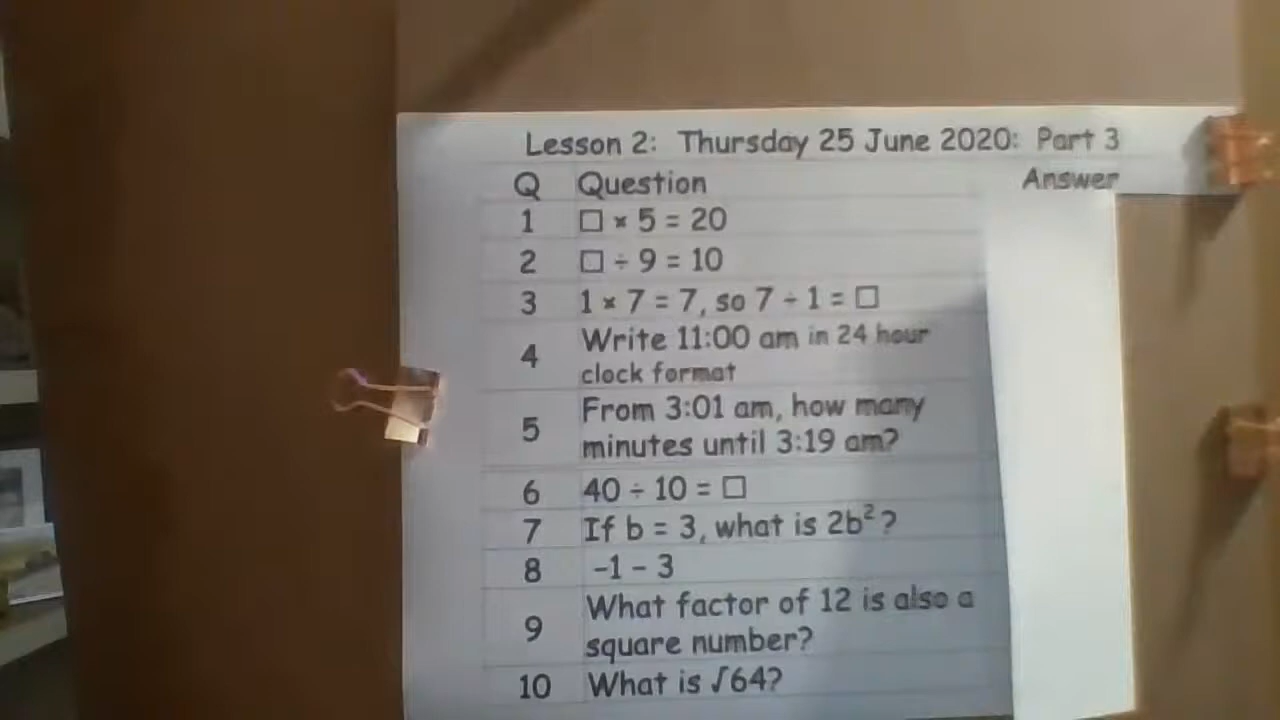 Lesson 2: Thursday 25 June 2020: Part 3
Q Question Answer
1 □ × 5 = 20
2 □ ÷ 9 = 10
3 1 × 7 = 7, so 7 ÷ 1 = □
4 Write 11:00 am in 24 hour
clock format
5 From 3:01 am, how many
minutes until 3:19 am?
6 40 ÷ 10 = □
7 If b = 3, what is 2b²?
8 -1 - 3
9 What factor of 12 is also a
square number?
10 What is √64?